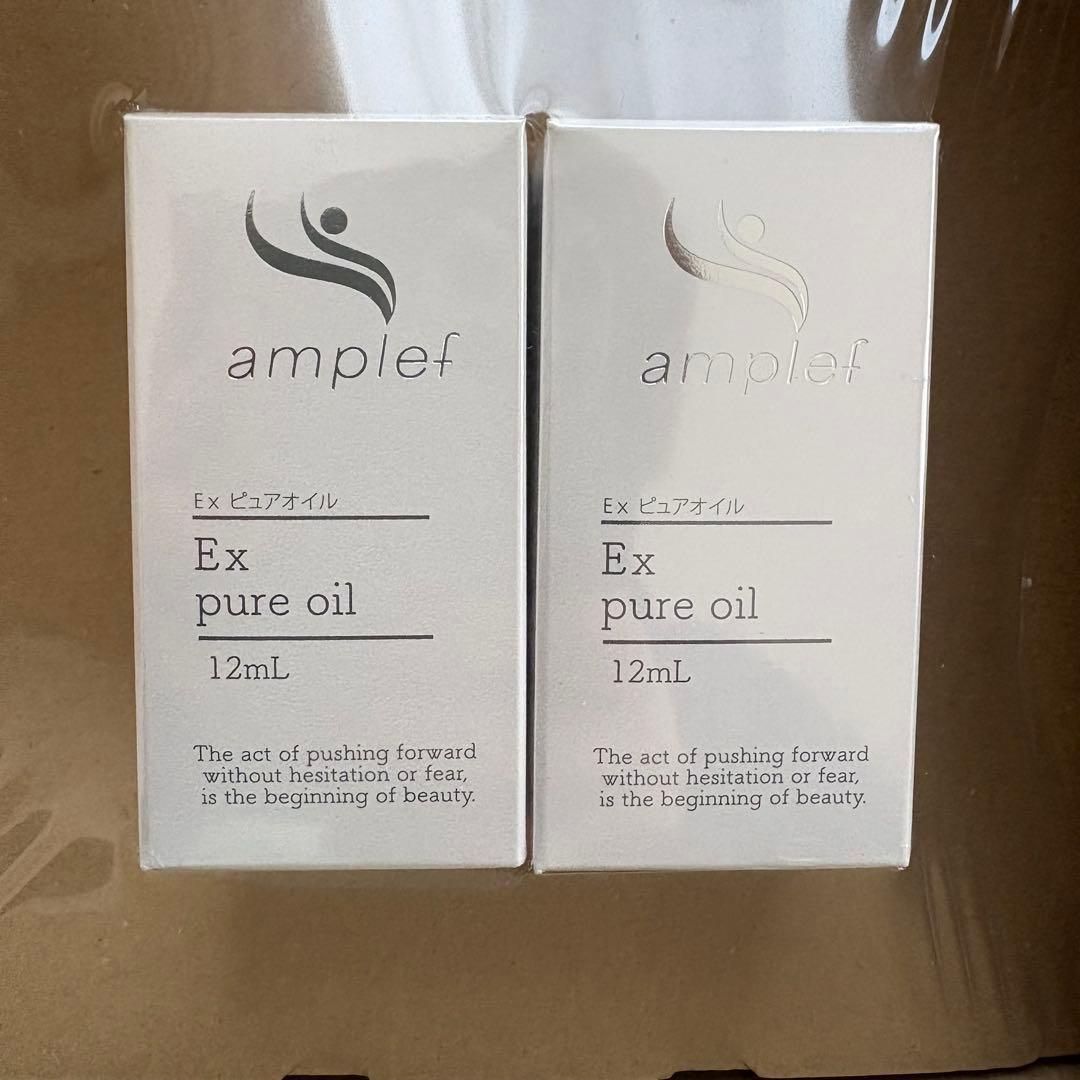 amplef
Ex ピュアオイル
Ex
pure oil
12mL
The act of pushing forward
without hesitation or fear,
is the beginning of beauty.
amplef
Ex ピュアオイル
Ex
pure oil
12mL
The act of pushing forward
without hesitation or fear,
is the beginning of beauty.